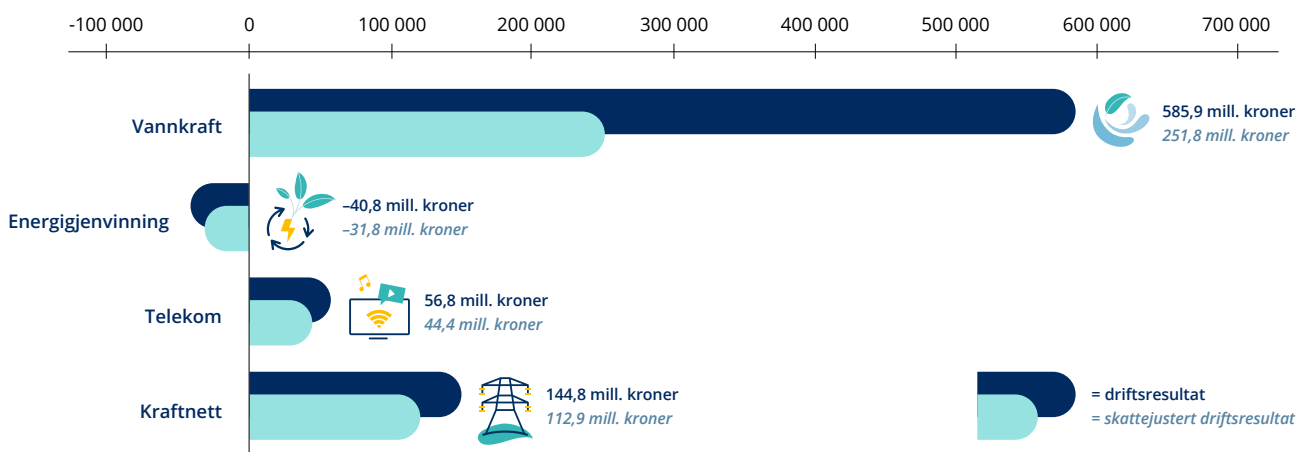 -100 000 0 100 000 200 000 300 000 400 000 500 000 600 000 700 000
Vannkraft
585,9 mill. kroner
251,8 mill. kroner
Energigjenvinning
–40,8 mill. kroner
–31,8 mill. kroner
Telekom
56,8 mill. kroner
44,4 mill. kroner
Kraftnett
144,8 mill. kroner
112,9 mill. kroner
= driftsresultat
= skattejustert driftsresultat